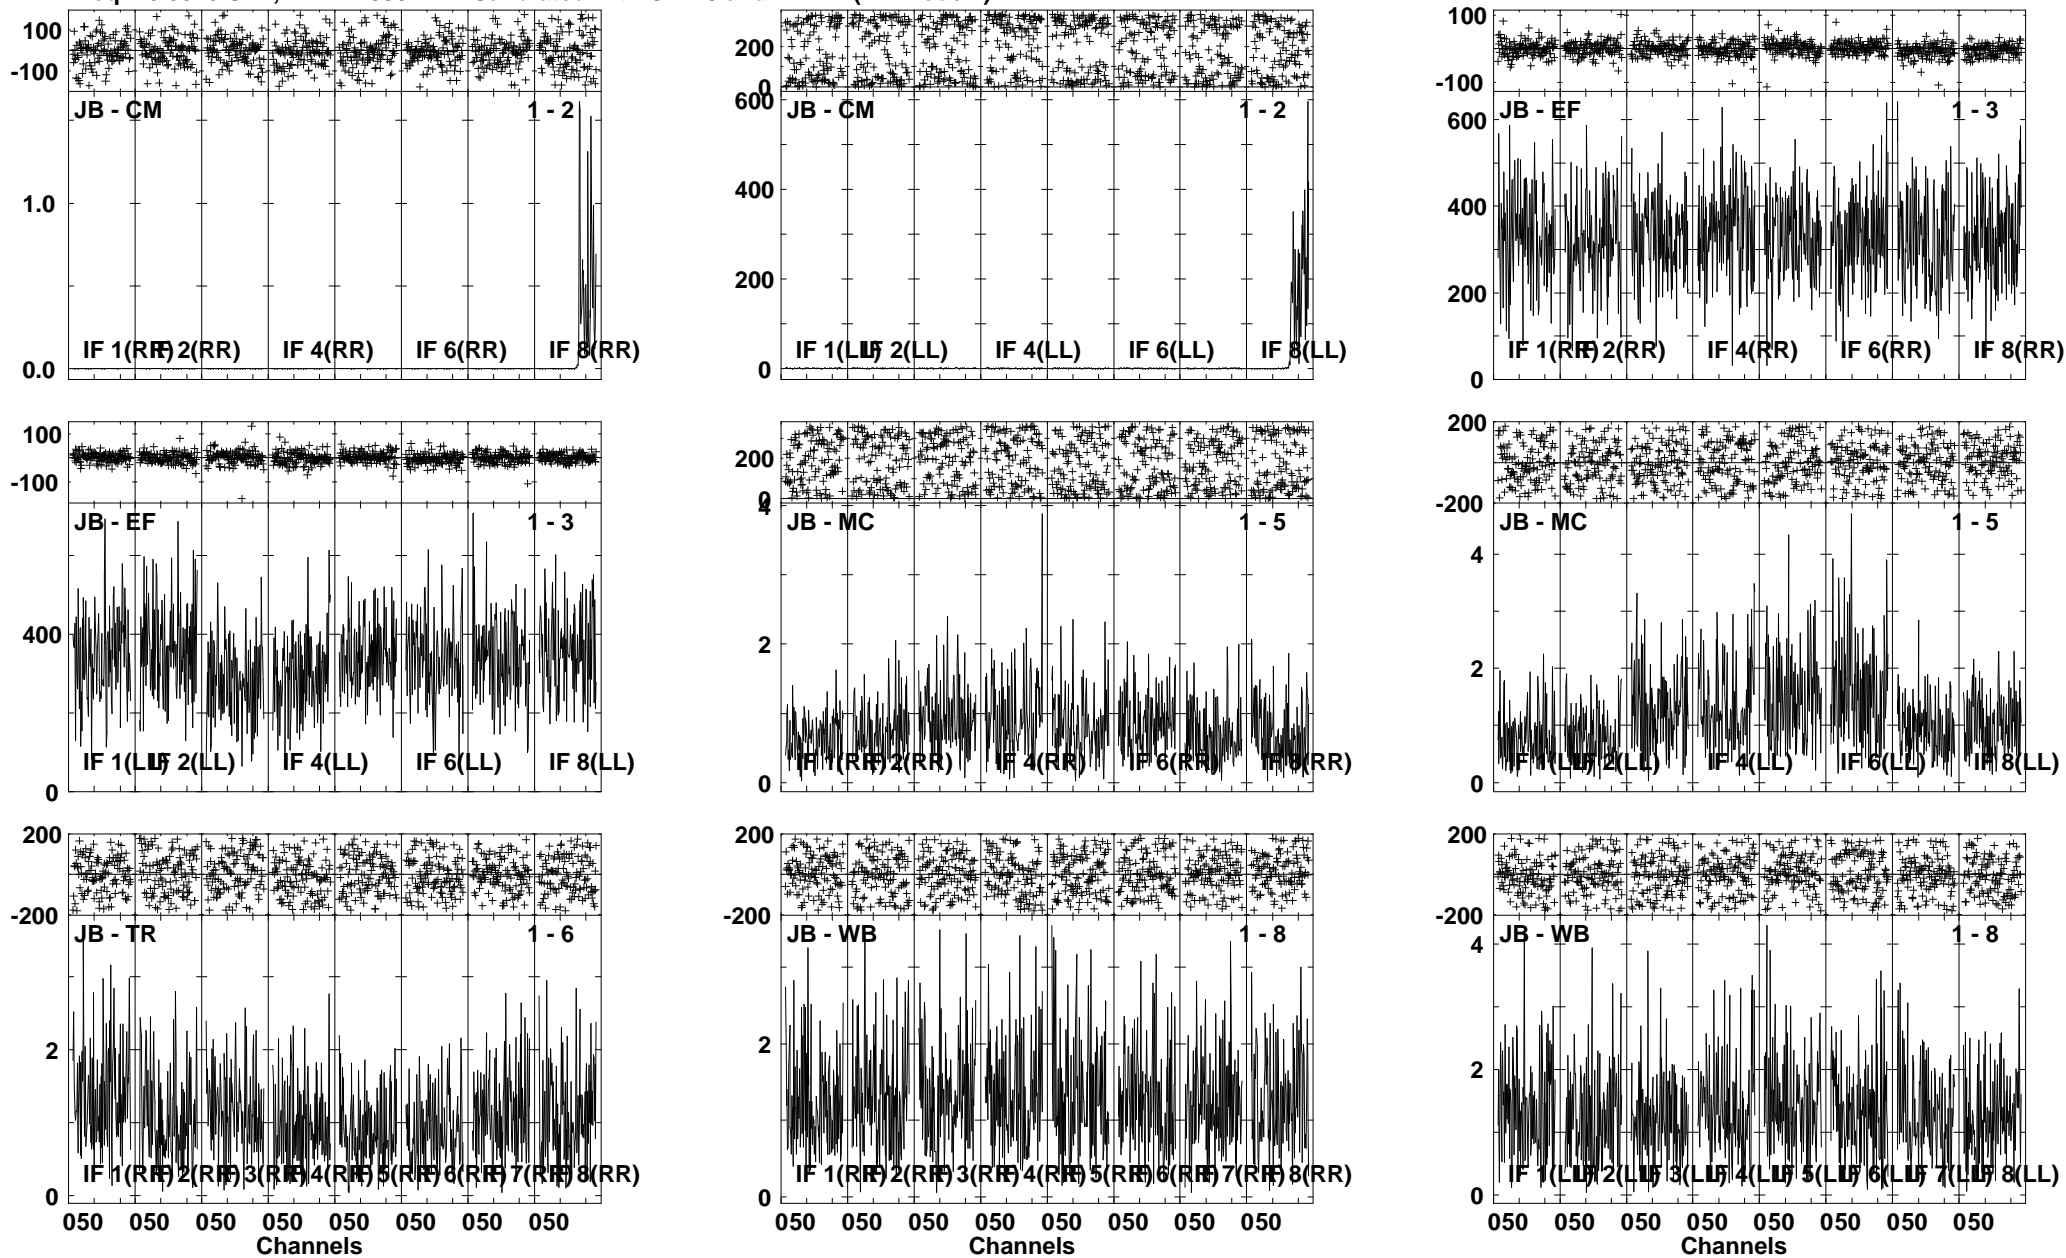 100
-100
JB - CM 1 - 2
1.0
0.0
IF 1(RR) IF 2(RR) IF 4(RR) IF 6(RR) IF 8(RR)
200
0
600
JB - CM 1 - 2
400
200
0
IF 1(LL) IF 2(LL) IF 4(LL) IF 6(LL) IF 8(LL)
100
-100
JB - EF 1 - 3
600
400
200
0
IF 1(RR) IF 2(RR) IF 4(RR) IF 6(RR) IF 8(RR)
100
-100
JB - EF 1 - 3
400
0
IF 1(LL) IF 2(LL) IF 4(LL) IF 6(LL) IF 8(LL)
200
0
4
JB - MC 1 - 5
2
0
IF 1(RR) IF 2(RR) IF 4(RR) IF 6(RR) IF 8(RR)
200
-200
JB - MC 1 - 5
4
2
0
IF 1(LL) IF 2(LL) IF 4(LL) IF 6(LL) IF 8(LL)
200
-200
JB - TR 1 - 6
2
0
IF 1(RR) IF 2(RR) IF 3(RR) IF 4(RR) IF 5(RR) IF 6(RR) IF 7(RR) IF 8(RR)
050 050 050 050 050 050 050 050
Channels
200
-200
JB - WB 1 - 8
2
0
IF 1(RR) IF 2(RR) IF 3(RR) IF 4(RR) IF 5(RR) IF 6(RR) IF 7(RR) IF 8(RR)
050 050 050 050 050 050 050 050
Channels
200
-200
JB - WB 1 - 8
4
2
0
IF 1(LL) IF 2(LL) IF 3(LL) IF 4(LL) IF 5(LL) IF 6(LL) IF 7(LL) IF 8(LL)
050 050 050 050 050 050 050 050
Channels